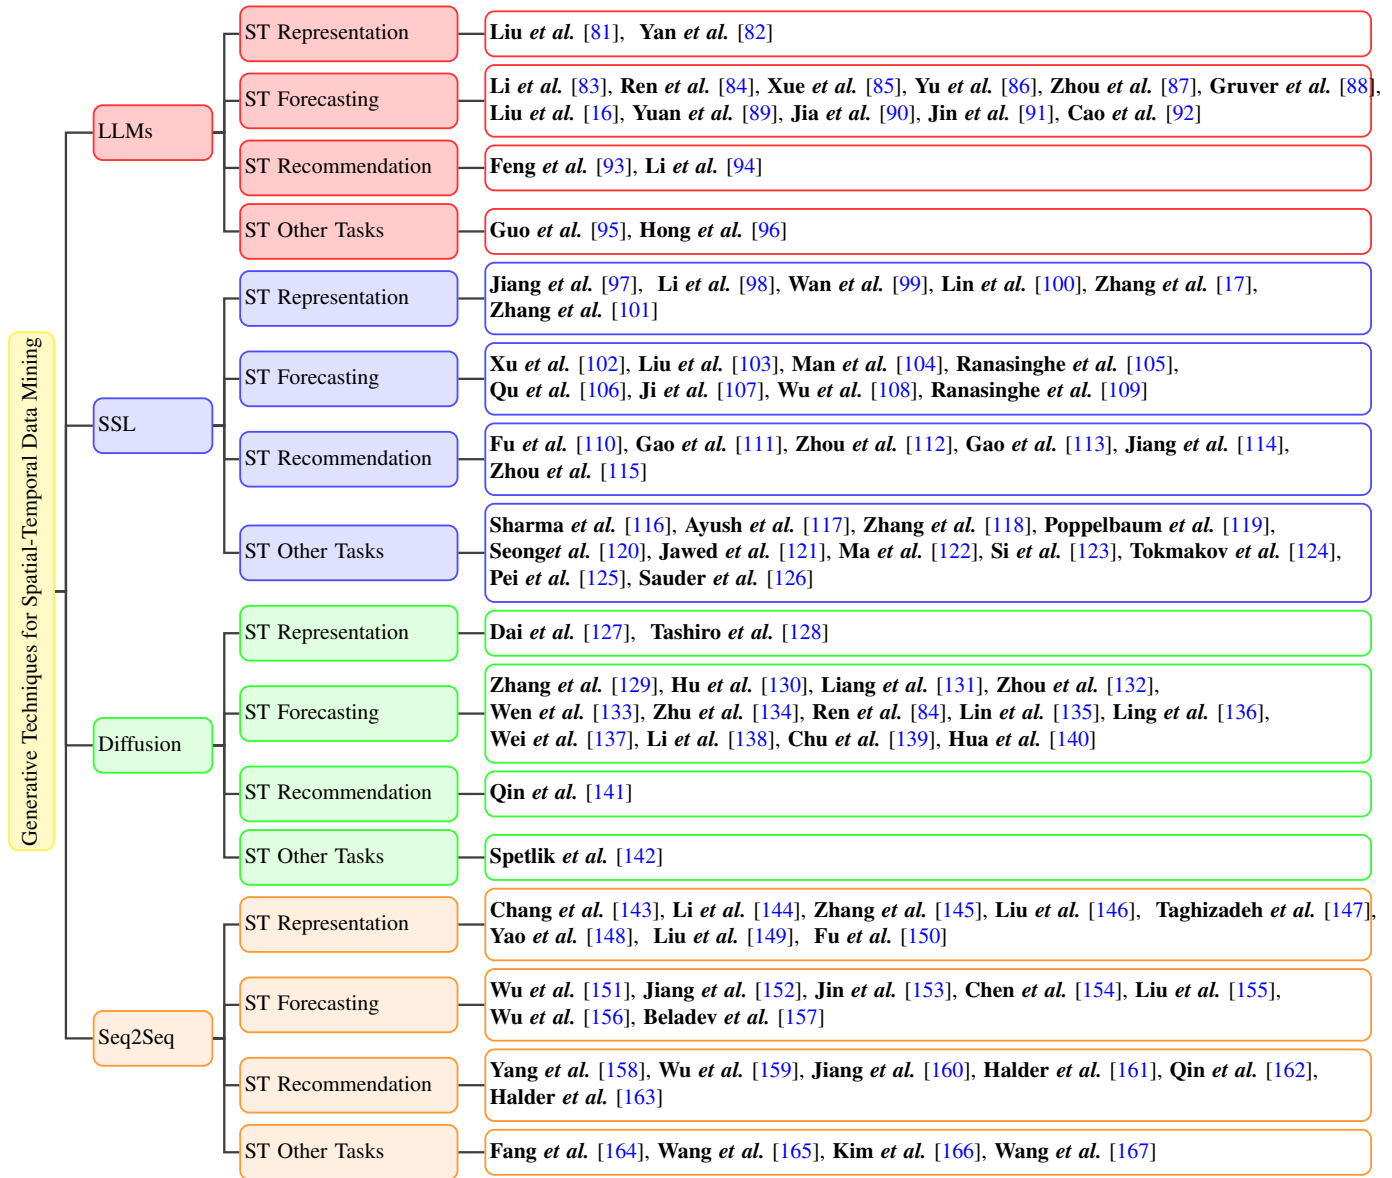 Generative Techniques for Spatial-Temporal Data Mining
LLMs
ST Representation
Liu et al. [81], Yan et al. [82]
ST Forecasting
Li et al. [83], Ren et al. [84], Xue et al. [85], Yu et al. [86], Zhou et al. [87], Gruver et al. [88],
Liu et al. [16], Yuan et al. [89], Jia et al. [90], Jin et al. [91], Cao et al. [92]
ST Recommendation
Feng et al. [93], Li et al. [94]
ST Other Tasks
Guo et al. [95], Hong et al. [96]
SSL
ST Representation
Jiang et al. [97], Li et al. [98], Wan et al. [99], Lin et al. [100], Zhang et al. [17],
Zhang et al. [101]
ST Forecasting
Xu et al. [102], Liu et al. [103], Man et al. [104], Ranasinghe et al. [105],
Qu et al. [106], Ji et al. [107], Wu et al. [108], Ranasinghe et al. [109]
ST Recommendation
Fu et al. [110], Gao et al. [111], Zhou et al. [112], Gao et al. [113], Jiang et al. [114],
Zhou et al. [115]
ST Other Tasks
Sharma et al. [116], Ayush et al. [117], Zhang et al. [118], Poppelbaum et al. [119],
Seonget al. [120], Jawed et al. [121], Ma et al. [122], Si et al. [123], Tokmakov et al. [124],
Pei et al. [125], Sauder et al. [126]
Diffusion
ST Representation
Dai et al. [127], Tashiro et al. [128]
ST Forecasting
Zhang et al. [129], Hu et al. [130], Liang et al. [131], Zhou et al. [132],
Wen et al. [133], Zhu et al. [134], Ren et al. [84], Lin et al. [135], Ling et al. [136],
Wei et al. [137], Li et al. [138], Chu et al. [139], Hua et al. [140]
ST Recommendation
Qin et al. [141]
ST Other Tasks
Spetlik et al. [142]
Seq2Seq
ST Representation
Chang et al. [143], Li et al. [144], Zhang et al. [145], Liu et al. [146], Taghizadeh et al. [147],
Yao et al. [148], Liu et al. [149], Fu et al. [150]
ST Forecasting
Wu et al. [151], Jiang et al. [152], Jin et al. [153], Chen et al. [154], Liu et al. [155],
Wu et al. [156], Beladev et al. [157]
ST Recommendation
Yang et al. [158], Wu et al. [159], Jiang et al. [160], Halder et al. [161], Qin et al. [162],
Halder et al. [163]
ST Other Tasks
Fang et al. [164], Wang et al. [165], Kim et al. [166], Wang et al. [167]